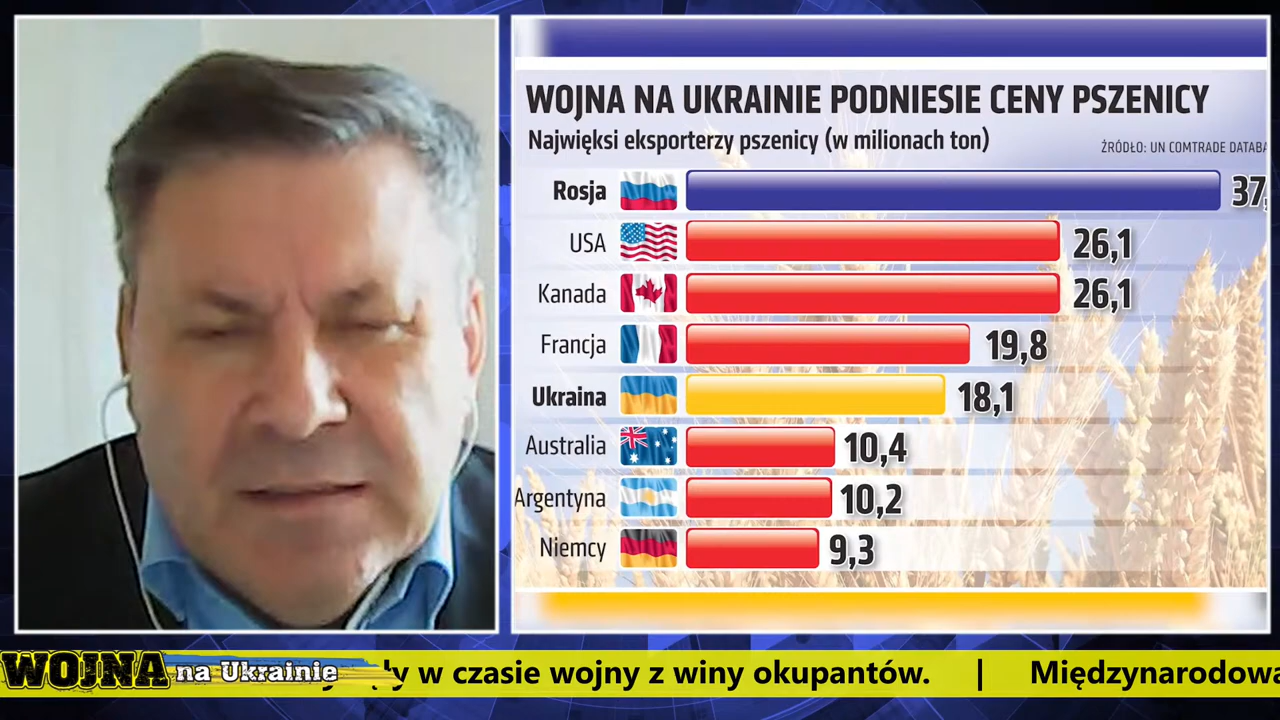 WOJNA NA UKRAINIE PODNIESIE CENY PSZENICY
Najwięksi eksporterzy pszenicy (w milionach ton)
ŹRÓDŁO: UN COMTRADE DATABA
Rosja 37,
USA 26,1
Kanada 26,1
Francja 19,8
Ukraina 18,1
Australia 10,4
Argentyna 10,2
Niemcy 9,3
WOJNA na Ukrainie
w czasie wojny z winy okupantów. | Międzynarodowa